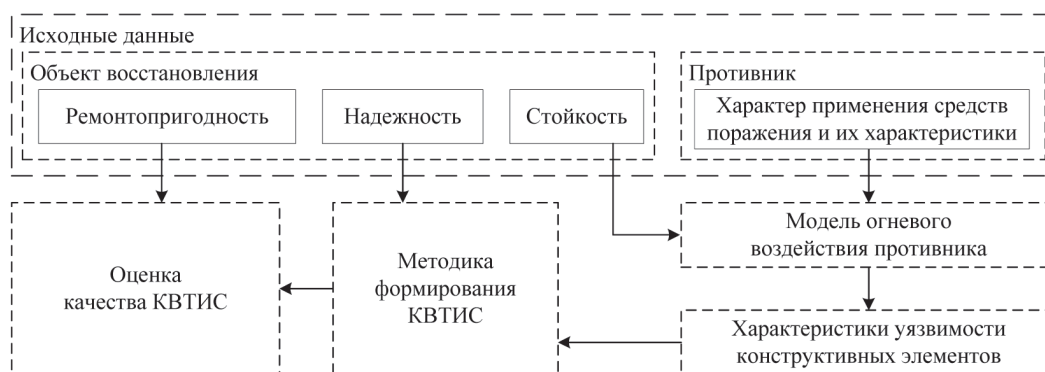 Исходные данные
Объект восстановления
Ремонтопригодность
Надежность
Стойкость
Противник
Характер применения средств
поражения и их характеристики
Оценка
качества КВТИС
Методика
формирования
КВТИС
Модель огневого
воздействия противника
Характеристики уязвимости
конструктивных элементов